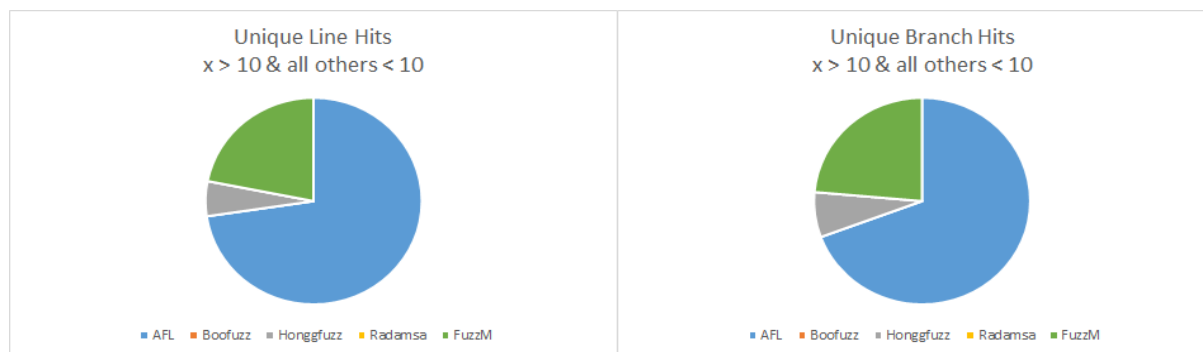 Unique Line Hits
x > 10 & all others < 10
AFL Boofuzz Honggfuzz Radamsa FuzzM
Unique Branch Hits
x > 10 & all others < 10
AFL Boofuzz Honggfuzz Radamsa FuzzM